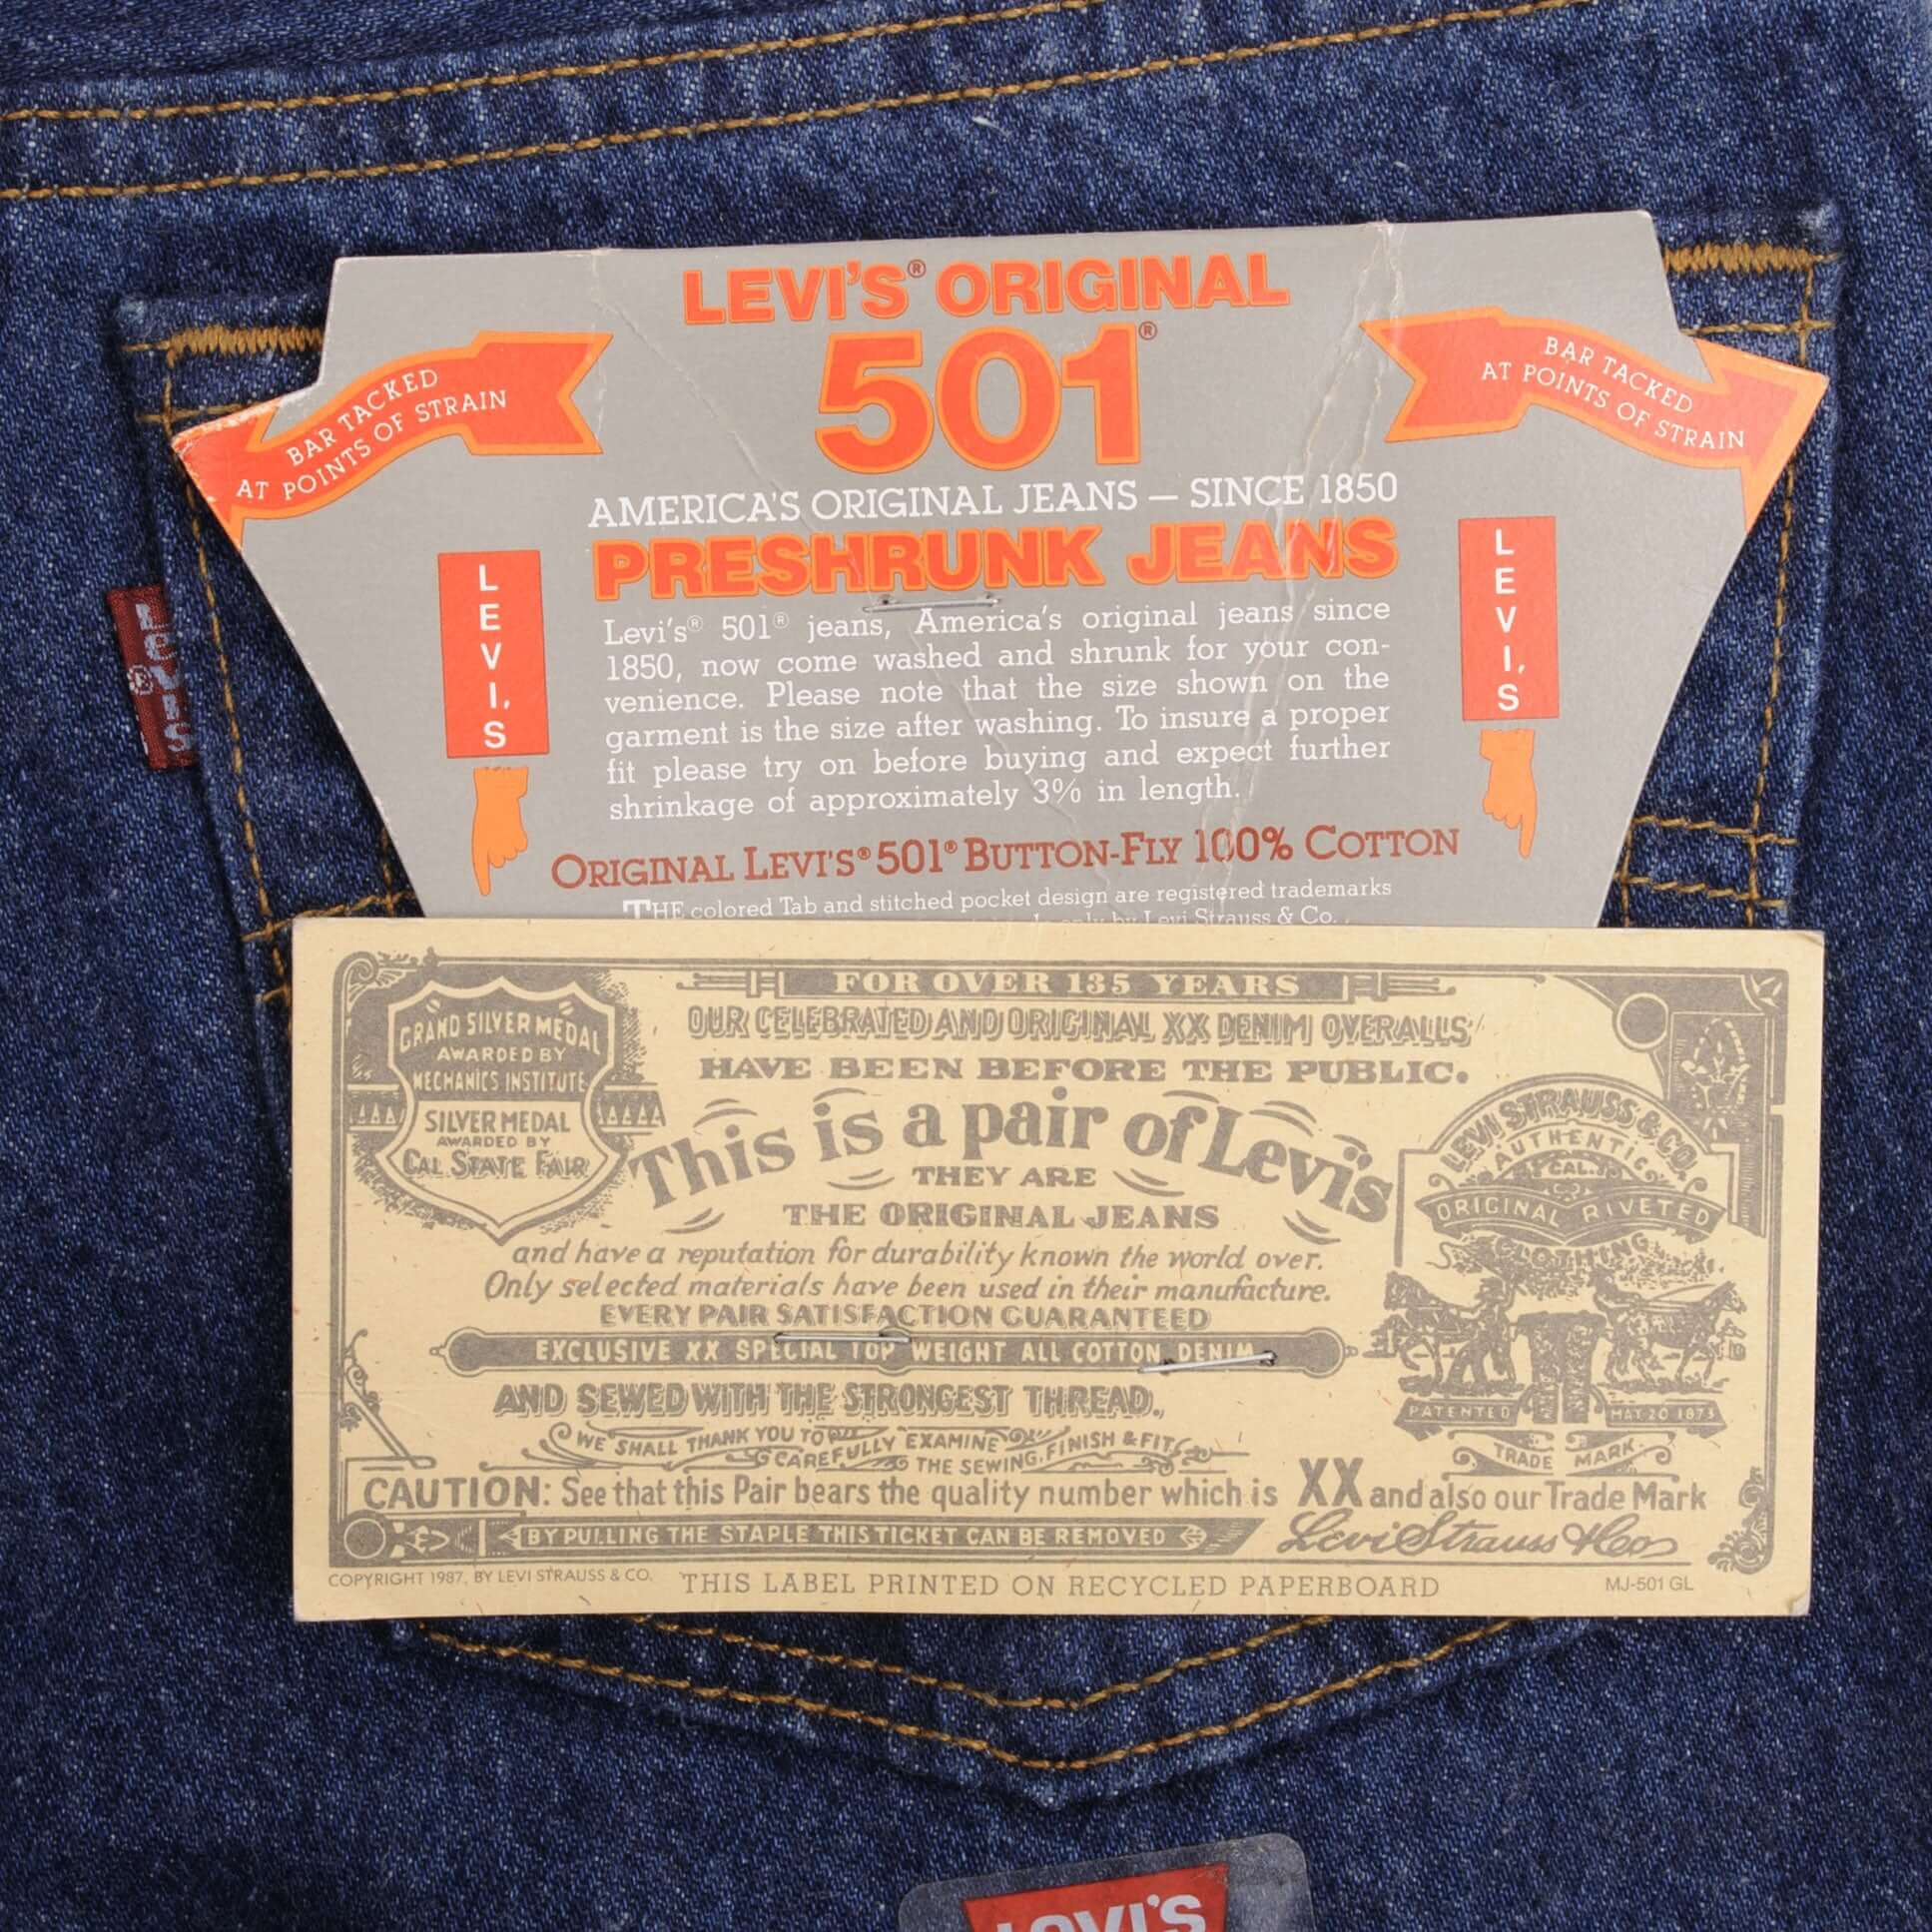 LEVI'S® ORIGINAL
501®
BAR TACKED
AT POINTS OF STRAIN
BAR TACKED
AT POINTS OF STRAIN
AMERICA'S ORIGINAL JEANS — SINCE 1850
PRESHRUNK JEANS
LEVI'S
LEVI'S
Levi's® 501® jeans, America's original jeans since
1850, now come washed and shrunk for your con-
venience. Please note that the size shown on the
garment is the size after washing. To insure a proper
fit please try on before buying and expect further
shrinkage of approximately 3% in length.
ORIGINAL LEVI'S® 501® BUTTON-FLY 100% COTTON
THE colored Tab and stitched pocket design are registered trademarks
by Levi Strauss & Co.
Levi's
®
FOR OVER 135 YEARS
OUR CELEBRATED AND ORIGINAL XX DENIM OVERALLS
HAVE BEEN BEFORE THE PUBLIC.
GRAND SILVER MEDAL
AWARDED BY
MECHANICS INSTITUTE
SILVER MEDAL
AWARDED BY
CAL STATE FAIR
This is a pair of Levi's
THEY ARE
THE ORIGINAL JEANS
and have a reputation for durability known the world over.
Only selected materials have been used in their manufacture.
EVERY PAIR SATISFACTION GUARANTEED
EXCLUSIVE XX SPECIAL TOP WEIGHT ALL COTTON DENIM
AND SEWED WITH THE STRONGEST THREAD.
WE SHALL THANK YOU TO
CAREFULLY EXAMINE
THE SEWING, FINISH & FIT
LEVI STRAUSS & CO.
AUTHENTIC
CAL.
ORIGINAL RIVETED
CLOTHING
PATENTED MAY 20 1873
TRADE MARK
CAUTION: See that this Pair bears the quality number which is XX and also our Trade Mark
BY PULLING THE STAPLE THIS TICKET CAN BE REMOVED
Levi Strauss & Co
COPYRIGHT 1987, BY LEVI STRAUSS & CO.
THIS LABEL PRINTED ON RECYCLED PAPERBOARD
MJ-501 GL
LEVI'S